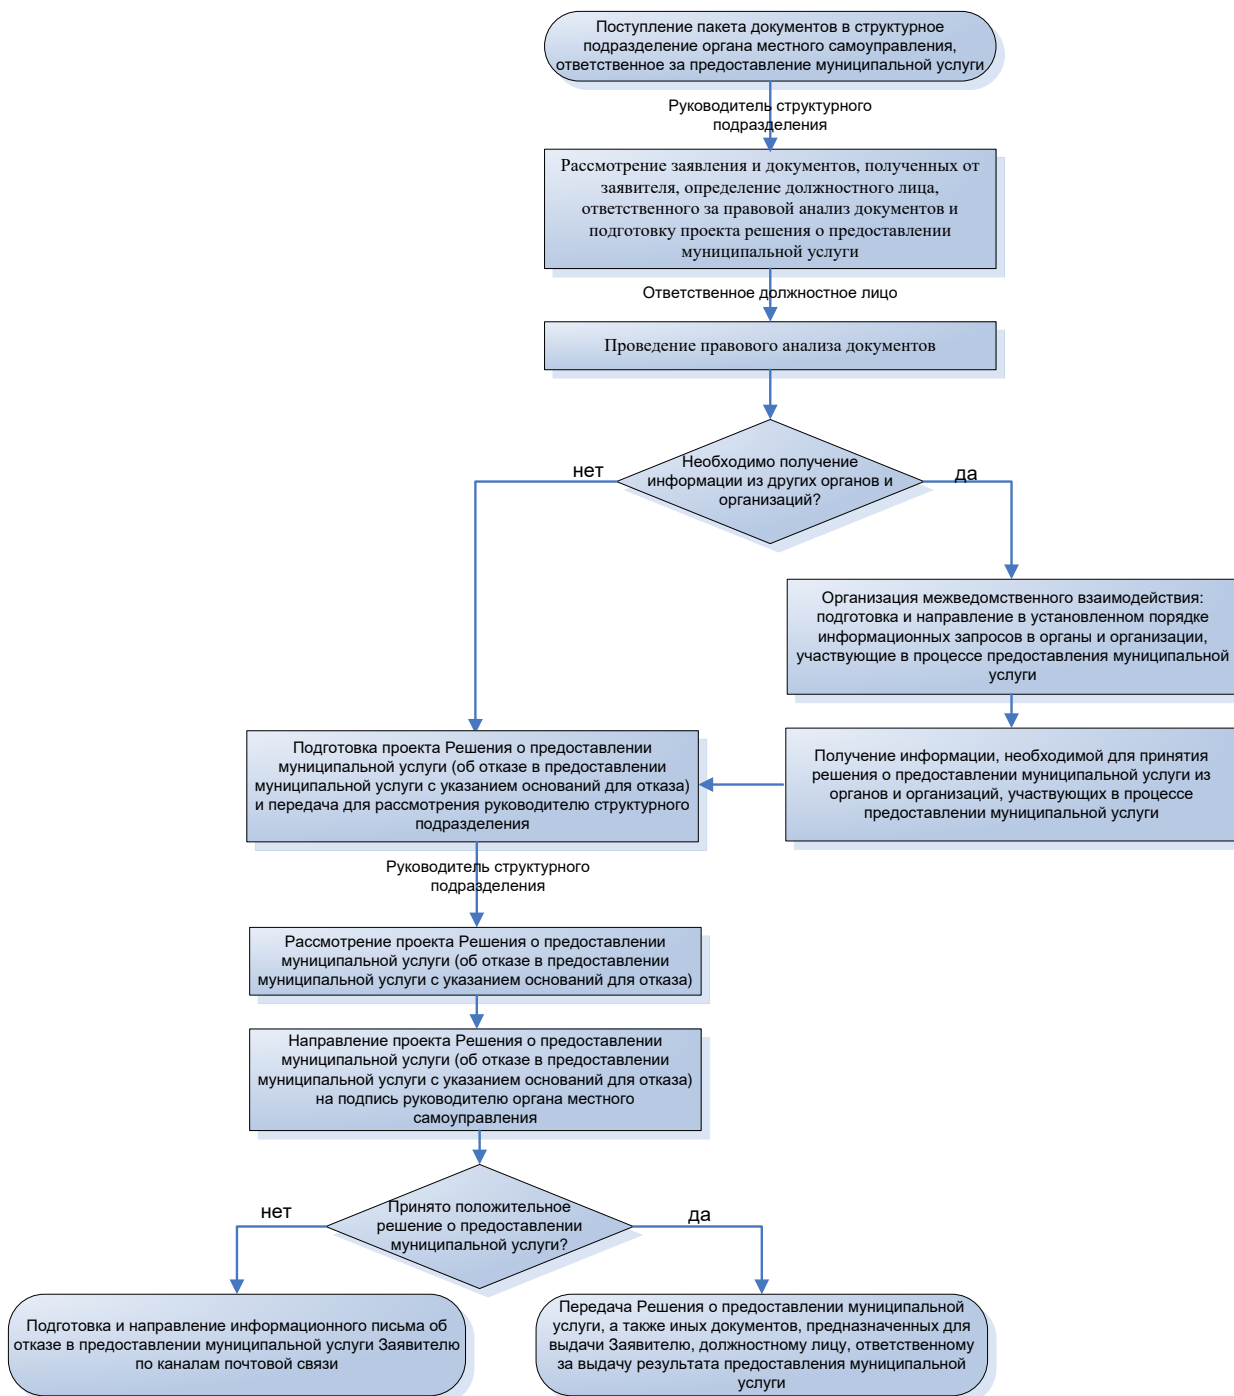 Поступление пакета документов в структурное
подразделение органа местного самоуправления,
ответственное за предоставление муниципальной услуги
Руководитель структурного
подразделения
Рассмотрение заявления и документов, полученных от
заявителя, определение должностного лица,
ответственного за правовой анализ документов и
подготовку проекта решения о предоставлении
муниципальной услуги
Ответственное должностное лицо
Проведение правового анализа документов
Необходимо получение
информации из других органов и
организаций?
нет
да
Организация межведомственного взаимодействия:
подготовка и направление в установленном порядке
информационных запросов в органы и организации,
участвующие в процессе предоставления муниципальной
услуги
Получение информации, необходимой для принятия
решения о предоставлении муниципальной услуги из
органов и организаций, участвующих в процессе
предоставлении муниципальной услуги
Подготовка проекта Решения о предоставлении
муниципальной услуги (об отказе в предоставлении
муниципальной услуги с указанием оснований для отказа)
и передача для рассмотрения руководителю структурного
подразделения
Руководитель структурного
подразделения
Рассмотрение проекта Решения о предоставлении
муниципальной услуги (об отказе в предоставлении
муниципальной услуги с указанием оснований для отказа)
Направление проекта Решения о предоставлении
муниципальной услуги (об отказе в предоставлении
муниципальной услуги с указанием оснований для отказа)
на подпись руководителю органа местного
самоуправления
Принято положительное
решение о предоставлении
муниципальной услуги?
нет
да
Подготовка и направление информационного письма об
отказе в предоставлении муниципальной услуги Заявителю
по каналам почтовой связи
Передача Решения о предоставлении муниципальной
услуги, а также иных документов, предназначенных для
выдачи Заявителю, должностному лицу, ответственному
за выдачу результата предоставления муниципальной
услуги